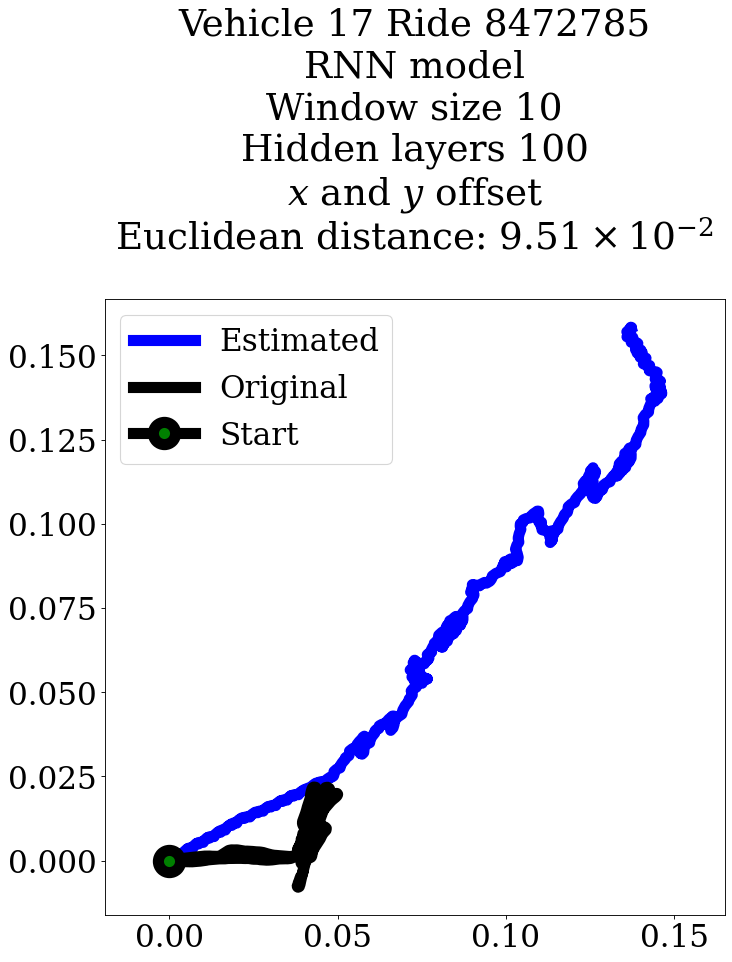 Vehicle 17 Ride 8472785
RNN model
Window size 10
Hidden layers 100
x and y offset
Euclidean distance: 9.51 × 10⁻²
Estimated
Original
Start
0.150
0.125
0.100
0.075
0.050
0.025
0.000
0.00 0.05 0.10 0.15